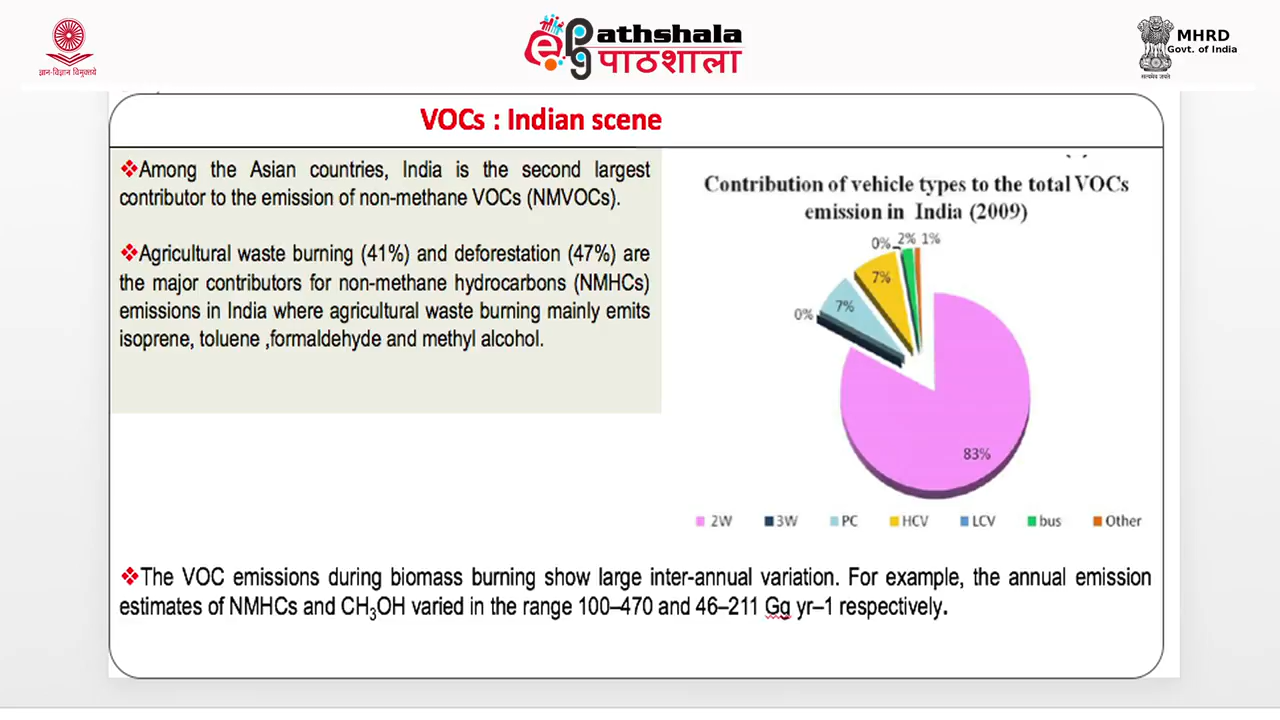 ज्ञान-विज्ञान विमुक्तये
ePG Pathshala
पाठशाला
MHRD
Govt. of India
सत्यमेव जयते
VOCs : Indian scene
❖Among the Asian countries, India is the second largest
contributor to the emission of non-methane VOCs (NMVOCs).
❖Agricultural waste burning (41%) and deforestation (47%) are
the major contributors for non-methane hydrocarbons (NMHCs)
emissions in India where agricultural waste burning mainly emits
isoprene, toluene ,formaldehyde and methyl alcohol.
Contribution of vehicle types to the total VOCs
emission in India (2009)
0% 2% 1%
7%
7%
0%
83%
2W 3W PC HCV LCV bus Other
❖The VOC emissions during biomass burning show large inter-annual variation. For example, the annual emission
estimates of NMHCs and CH₃OH varied in the range 100–470 and 46–211 Gg yr–1 respectively.